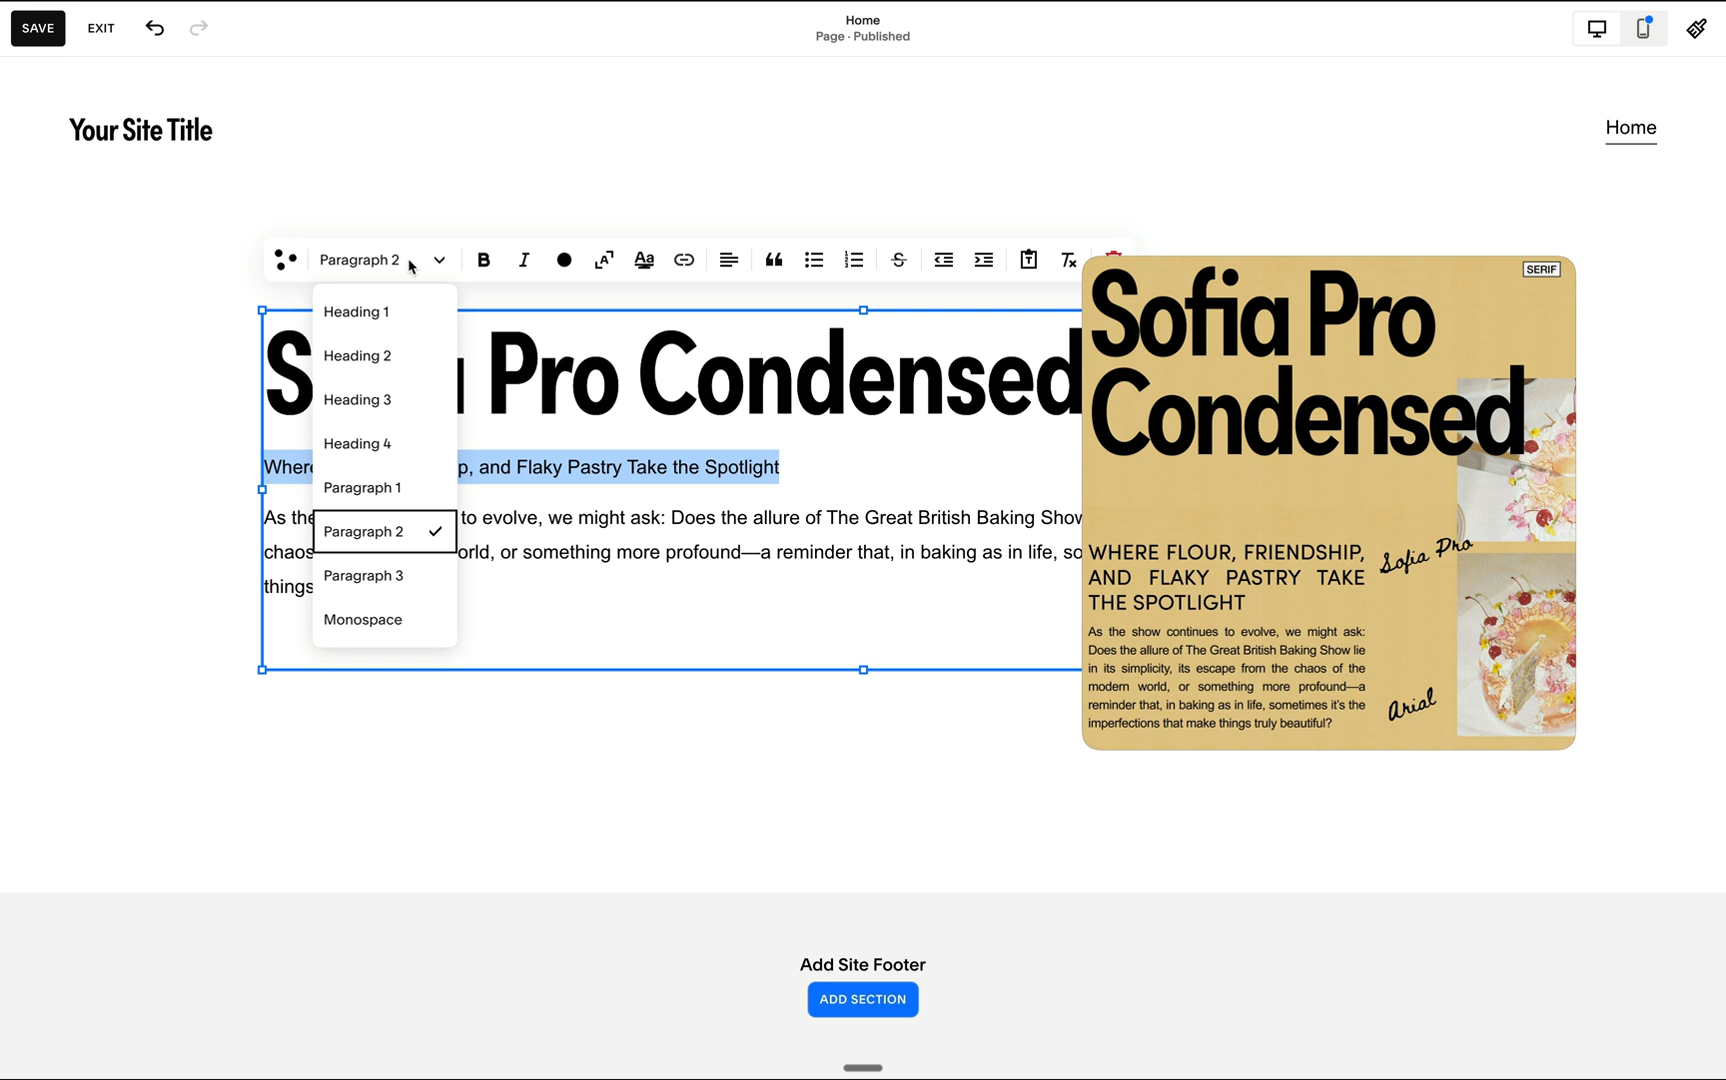 SAVE
EXIT
Home
Page · Published
Your Site Title
Home
Paragraph 2
Heading 1
Heading 2
Heading 3
Heading 4
Paragraph 1
Paragraph 2
Paragraph 3
Monospace
S Pro Condensed
Where p, and Flaky Pastry Take the Spotlight
As the to evolve, we might ask: Does the allure of The Great British Baking Show
chaos orld, or something more profound—a reminder that, in baking as in life, so
things
SERIF
Sofia Pro
Condensed
WHERE FLOUR, FRIENDSHIP,
AND FLAKY PASTRY TAKE
THE SPOTLIGHT
Sofia Pro
As the show continues to evolve, we might ask:
Does the allure of The Great British Baking Show lie
in its simplicity, its escape from the chaos of the
modern world, or something more profound—a
reminder that, in baking as in life, sometimes it's the
imperfections that make things truly beautiful?
Arial
Add Site Footer
ADD SECTION